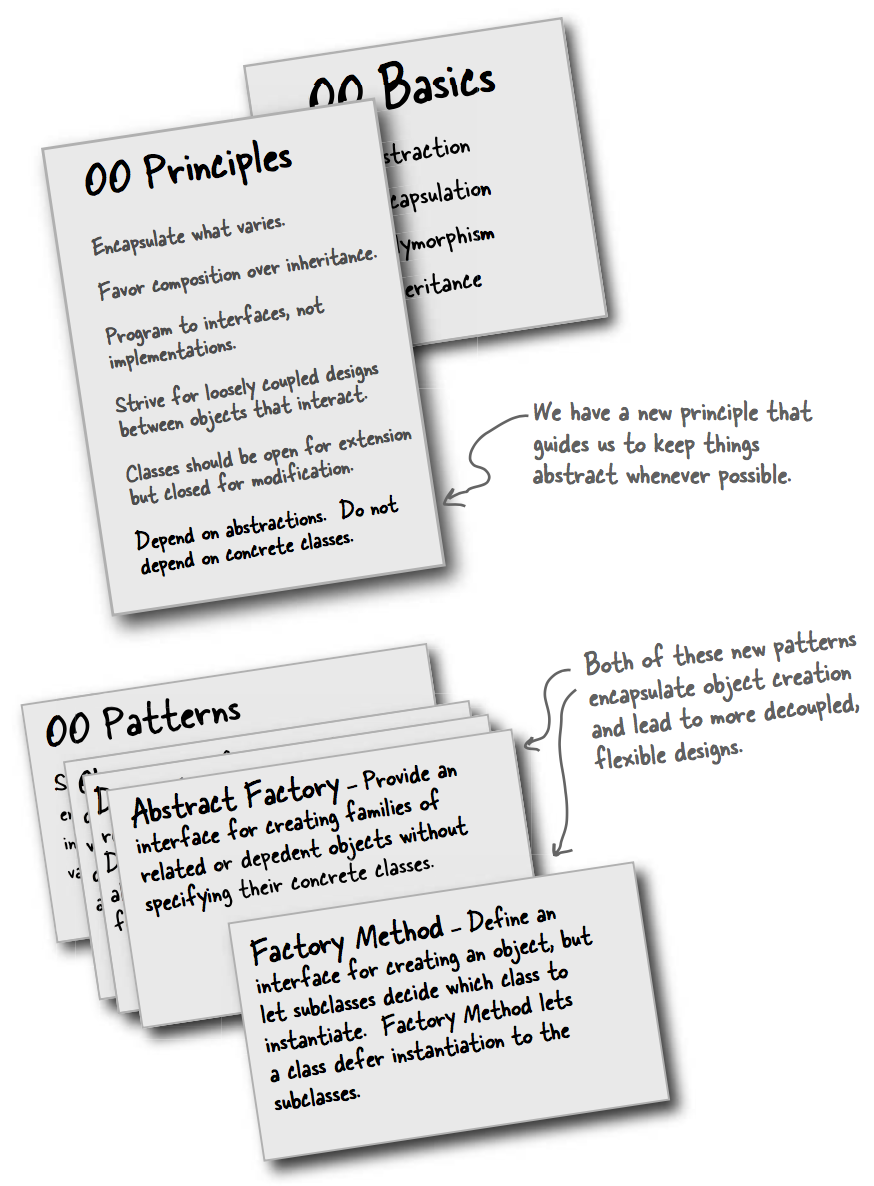 OO Basics
straction
capsulation
lymorphism
eritance
OO Principles
Encapsulate what varies.
Favor composition over inheritance.
Program to interfaces, not
implementations.
Strive for loosely coupled designs
between objects that interact.
Classes should be open for extension
but closed for modification.
Depend on abstractions. Do not
depend on concrete classes.
We have a new principle that
guides us to keep things
abstract whenever possible.
OO Patterns
Abstract Factory - Provide an
interface for creating families of
related or depedent objects without
specifying their concrete classes.
Both of these new patterns
encapsulate object creation
and lead to more decoupled,
flexible designs.
Factory Method - Define an
interface for creating an object, but
let subclasses decide which class to
instantiate. Factory Method lets
a class defer instantiation to the
subclasses.